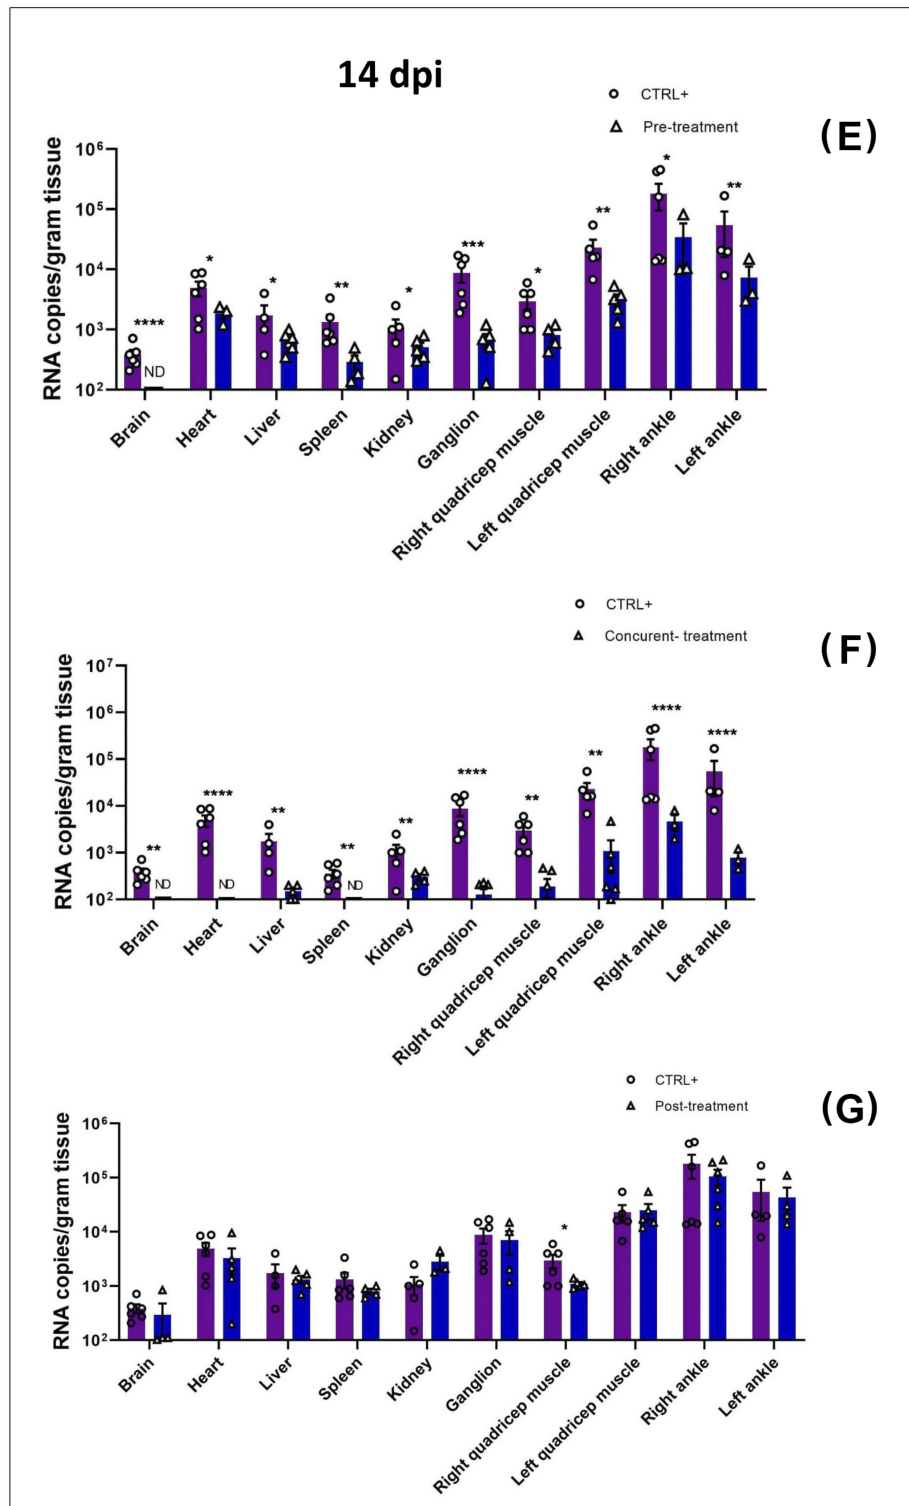 14 dpi
CTRL+
Pre-treatment
(E)
RNA copies/gram tissue
10⁶
10⁵
10⁴
10³
10²
****
ND
*
*
**
*
***
*
**
*
**
Brain
Heart
Liver
Spleen
Kidney
Ganglion
Right quadricep muscle
Left quadricep muscle
Right ankle
Left ankle
CTRL+
Concurent- treatment
(F)
RNA copies/gram tissue
10⁷
10⁶
10⁵
10⁴
10³
10²
**
ND
****
ND
**
**
ND
**
****
**
**
****
****
Brain
Heart
Liver
Spleen
Kidney
Ganglion
Right quadricep muscle
Left quadricep muscle
Right ankle
Left ankle
CTRL+
Post-treatment
(G)
RNA copies/gram tissue
10⁶
10⁵
10⁴
10³
10²
*
Brain
Heart
Liver
Spleen
Kidney
Ganglion
Right quadricep muscle
Left quadricep muscle
Right ankle
Left ankle